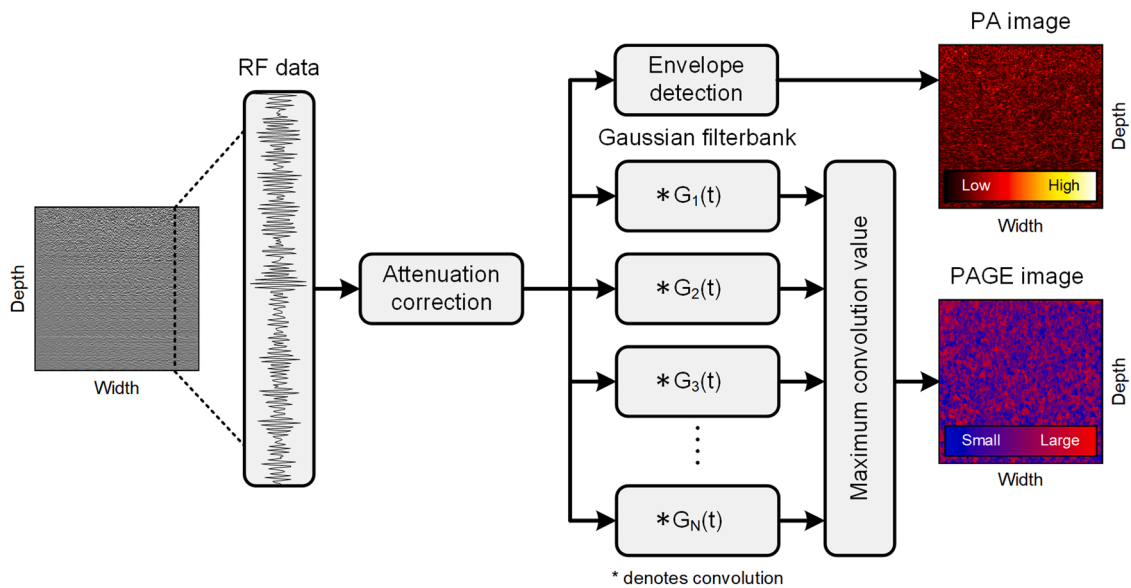 PA image
RF data
Envelope
detection
Depth
Gaussian filterbank
Low High
Width
*G1(t)
Attenuation
correction
*G2(t)
Maximum convolution value
PAGE image
Depth
Width
*G3(t)
Depth
Small Large
Width
*GN(t)
* denotes convolution